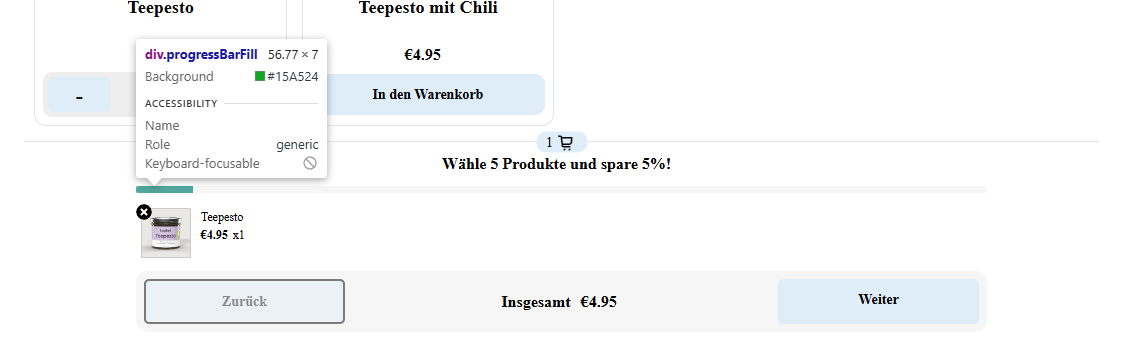 Teepesto
Teepesto mit Chili
div.progressBarFill 56.77 × 7
€4.95
Background #15A524
-
In den Warenkorb
ACCESSIBILITY
Name
Role generic
Keyboard-focusable
1
Wähle 5 Produkte und spare 5%!
Teepesto
€4.95 x1
Teepesto
Zurück
Insgesamt €4.95
Weiter